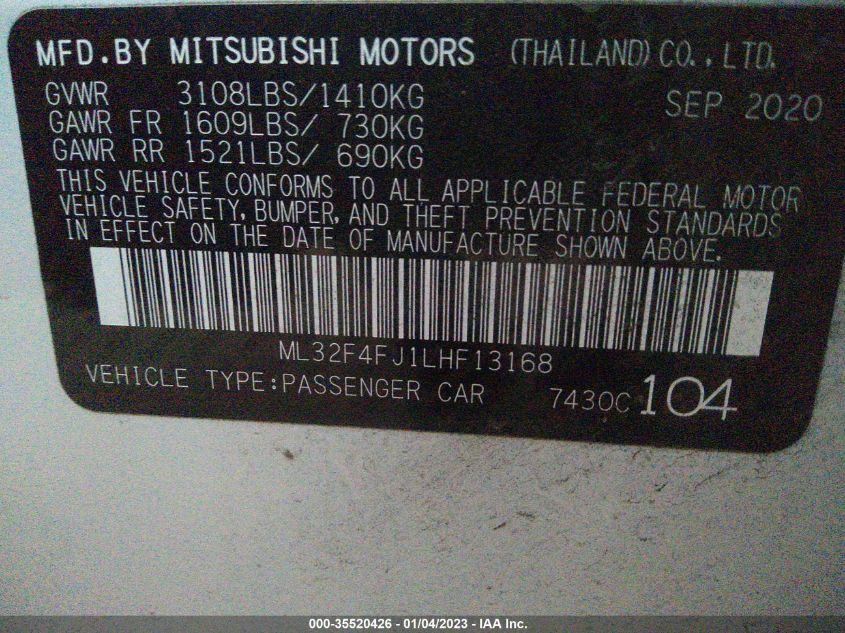 MFD.BY MITSUBISHI MOTORS (THAILAND) CO., LTD.
GVWR 3108LBS/1410KG SEP 2020
GAWR FR 1609LBS/ 730KG
GAWR RR 1521LBS/ 690KG
THIS VEHICLE CONFORMS TO ALL APPLICABLE FEDERAL MOTOR
VEHICLE SAFETY, BUMPER, AND THEFT PREVENTION STANDARDS
IN EFFECT ON THE DATE OF MANUFACTURE SHOWN ABOVE.
ML32F4FJ1LHF13168
VEHICLE TYPE:PASSENGER CAR 7430C 104
000-35520426 - 01/04/2023 - IAA Inc.